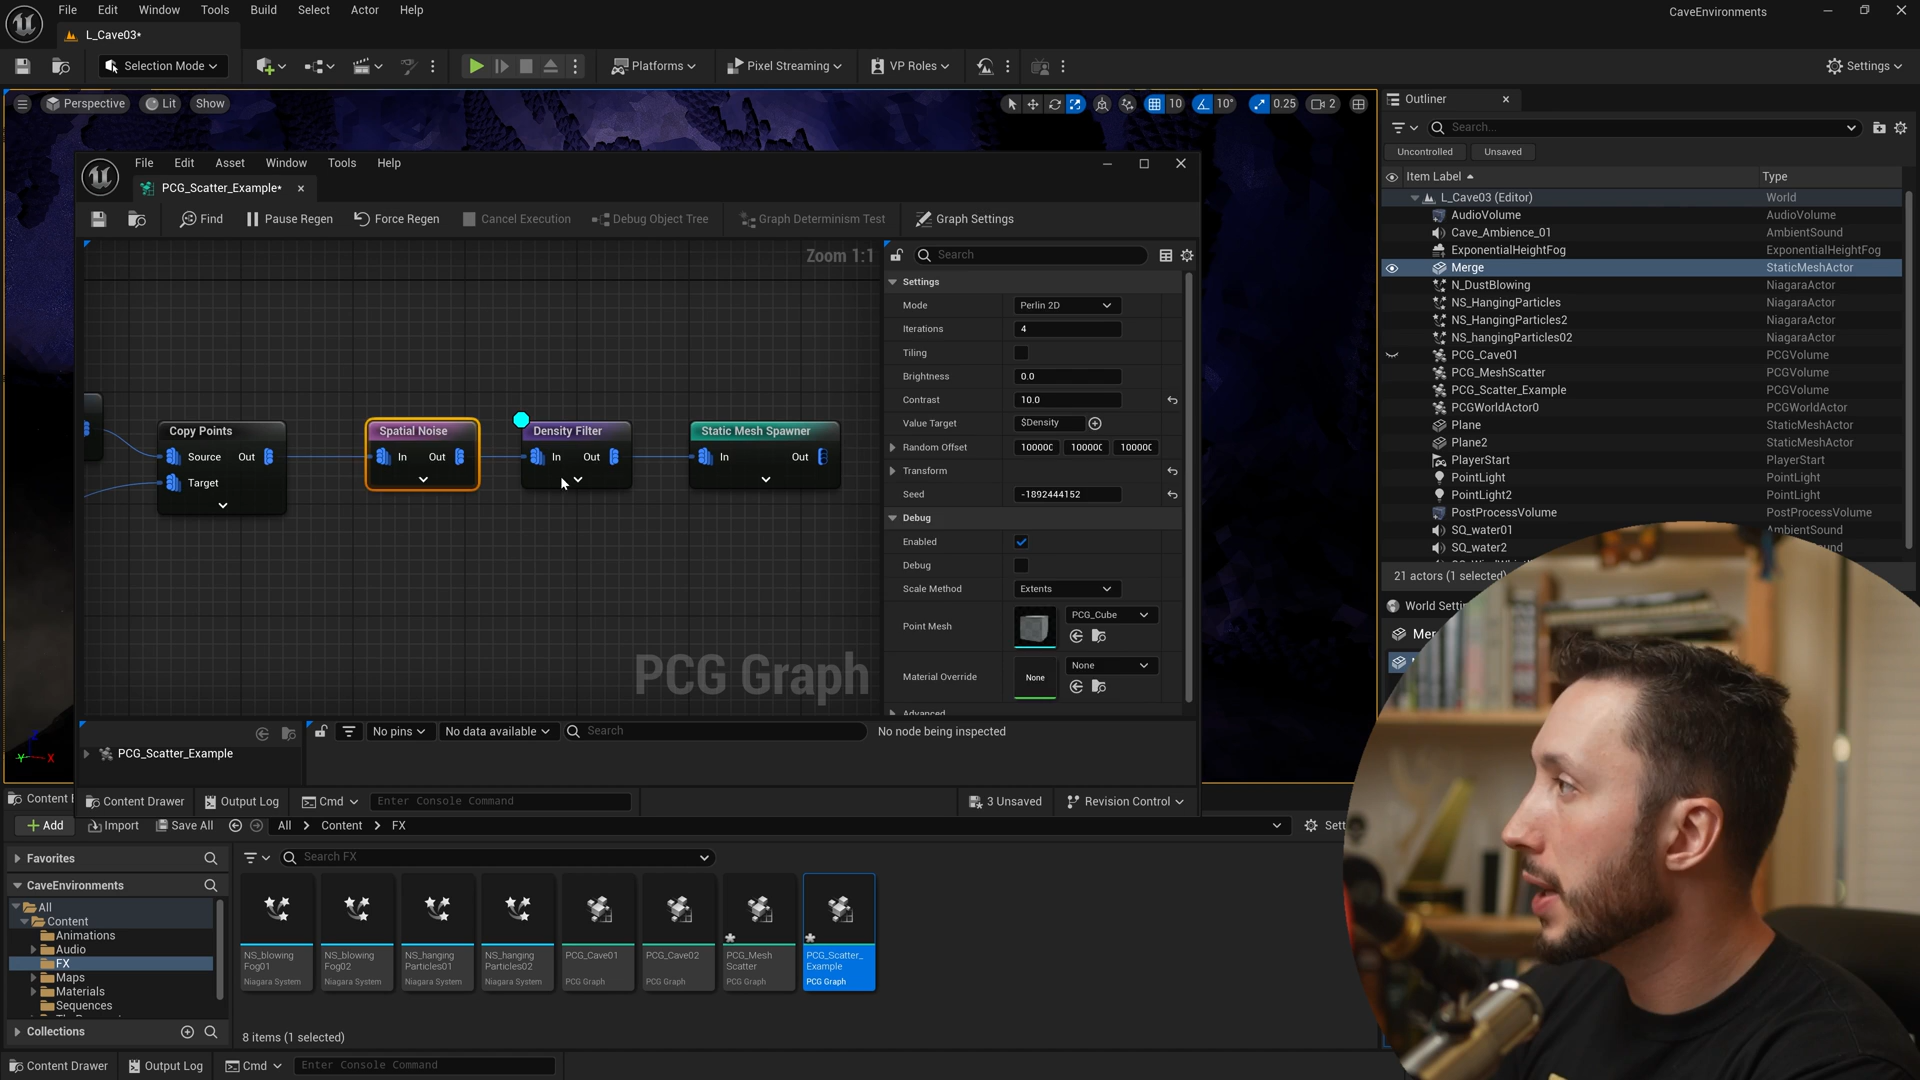 File Edit Window Tools Build Select Actor Help
CaveEnvironments
L_Cave03*
Selection Mode
Platforms
Pixel Streaming
VP Roles
Settings
Perspective Lit Show
10 10° 0.25 2
Outliner
Search...
Uncontrolled Unsaved
Item Label Type
L_Cave03 (Editor) World
AudioVolume AudioVolume
Cave_Ambience_01 AmbientSound
ExponentialHeightFog ExponentialHeightFog
Merge StaticMeshActor
N_DustBlowing NiagaraActor
NS_HangingParticles NiagaraActor
NS_HangingParticles2 NiagaraActor
NS_hangingParticles02 NiagaraActor
PCG_Cave01 PCGVolume
PCG_MeshScatter PCGVolume
PCG_Scatter_Example PCGVolume
PCGWorldActor0 PCGWorldActor
Plane StaticMeshActor
Plane2 StaticMeshActor
PlayerStart PlayerStart
PointLight PointLight
PointLight2 PointLight
PostProcessVolume PostProcessVolume
SQ_water01 AmbientSound
SQ_water2
21 actors (1 selected)
World Setti
Mer
File Edit Asset Window Tools Help
PCG_Scatter_Example*
Find Pause Regen Force Regen Cancel Execution Debug Object Tree Graph Determinism Test Graph Settings
Zoom 1:1
Copy Points
Source Out
Target
Spatial Noise
In Out
Density Filter
In Out
Static Mesh Spawner
In Out
PCG Graph
Search
Settings
Mode Perlin 2D
Iterations 4
Tiling
Brightness 0.0
Contrast 10.0
Value Target $Density
Random Offset 10000C 10000C 10000C
Transform
Seed -1892444152
Debug
Enabled
Debug
Scale Method Extents
Point Mesh PCG_Cube
Material Override None None
Advanced
PCG_Scatter_Example
No pins No data available Search No node being inspected
Content Drawer Output Log Cmd Enter Console Command 3 Unsaved Revision Control
Add Import Save All All > Content > FX
Favorites
CaveEnvironments
All
Content
Animations
Audio
FX
Maps
Materials
Sequences
Collections
Search FX
NS_blowing
Fog01
Niagara System
NS_blowing
Fog02
Niagara System
NS_hanging
Particles01
Niagara System
NS_hanging
Particles02
Niagara System
PCG_Cave01
PCG Graph
PCG_Cave02
PCG Graph
PCG_Mesh
Scatter
PCG Graph
PCG_Scatter_
Example
PCG Graph
8 items (1 selected)
Content Drawer Output Log Cmd Enter Console Command